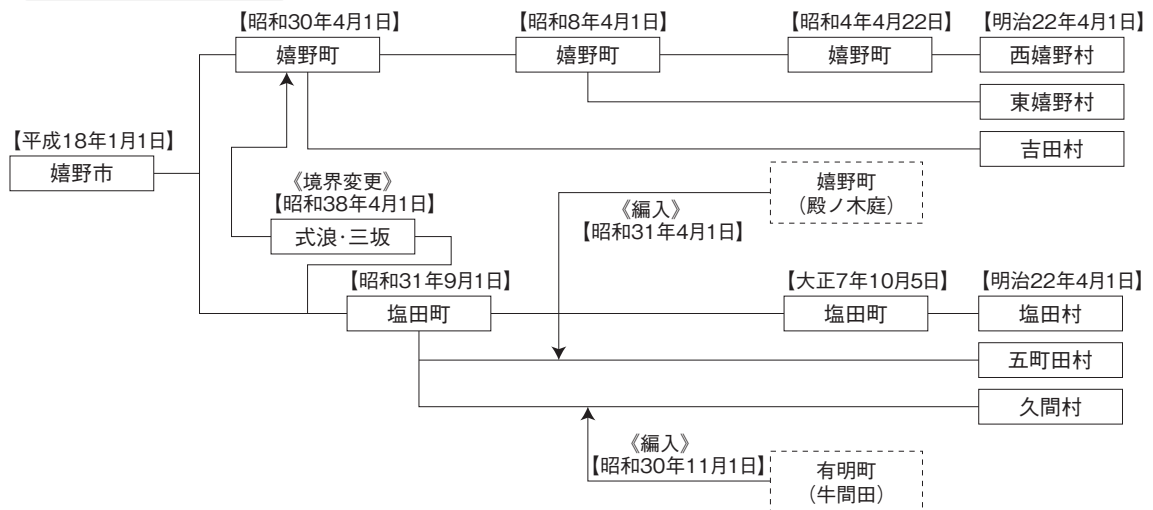 【昭和30年4月1日】
【昭和8年4月1日】
【昭和4年4月22日】
【明治22年4月1日】
嬉野町
嬉野町
嬉野町
西嬉野村
東嬉野村
【平成18年1月1日】
吉田村
嬉野市
《境界変更》
【昭和38年4月1日】
嬉野町
（殿ノ木庭）
《編入》
【昭和31年4月1日】
式浪・三坂
【昭和31年9月1日】
【大正7年10月5日】
【明治22年4月1日】
塩田町
塩田町
塩田村
五町田村
久間村
《編入》
【昭和30年11月1日】
有明町
（牛間田）